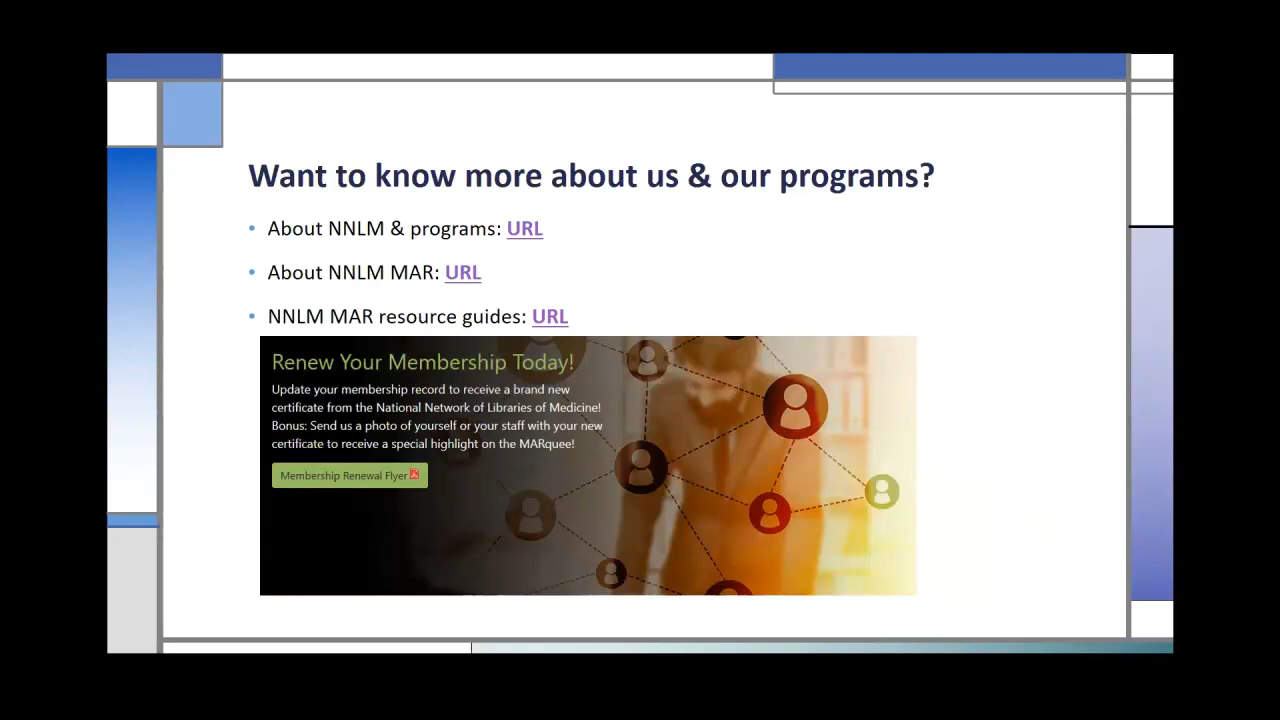 Want to know more about us & our programs?
• About NNLM & programs: URL
• About NNLM MAR: URL
• NNLM MAR resource guides: URL
Renew Your Membership Today!
Update your membership record to receive a brand new
certificate from the National Network of Libraries of Medicine!
Bonus: Send us a photo of yourself or your staff with your new
certificate to receive a special highlight on the MARquee!
Membership Renewal Flyer